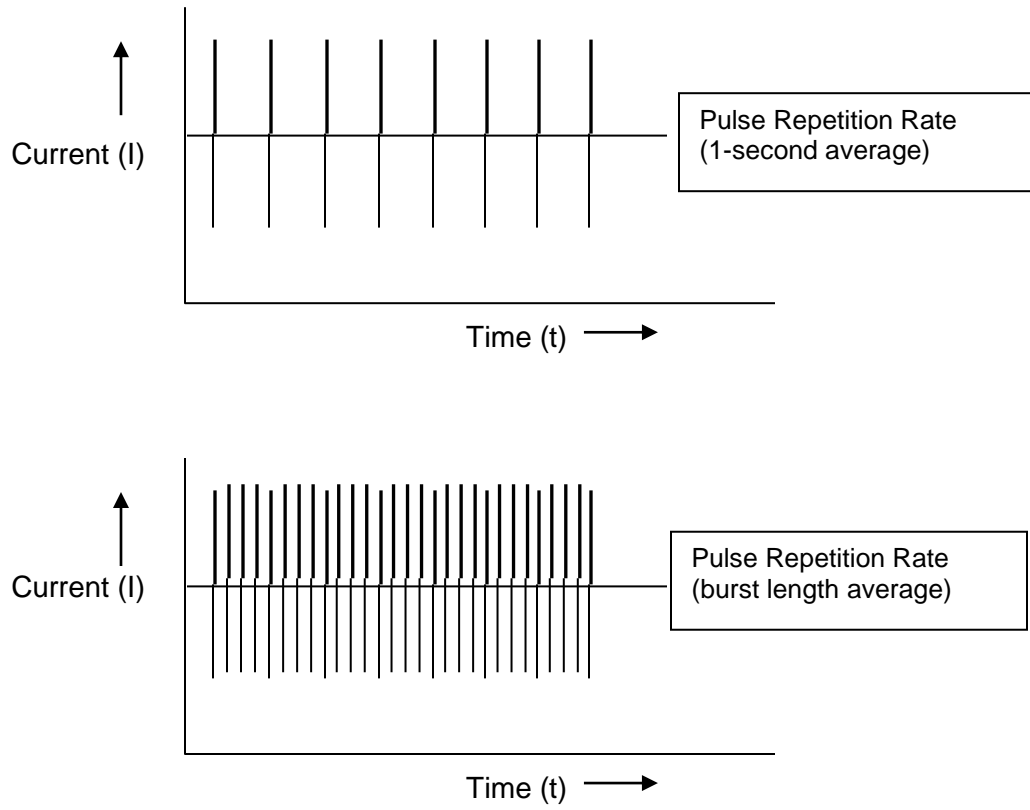 Current (I)
Pulse Repetition Rate
(1-second average)
Time (t)
Current (I)
Pulse Repetition Rate
(burst length average)
Time (t)